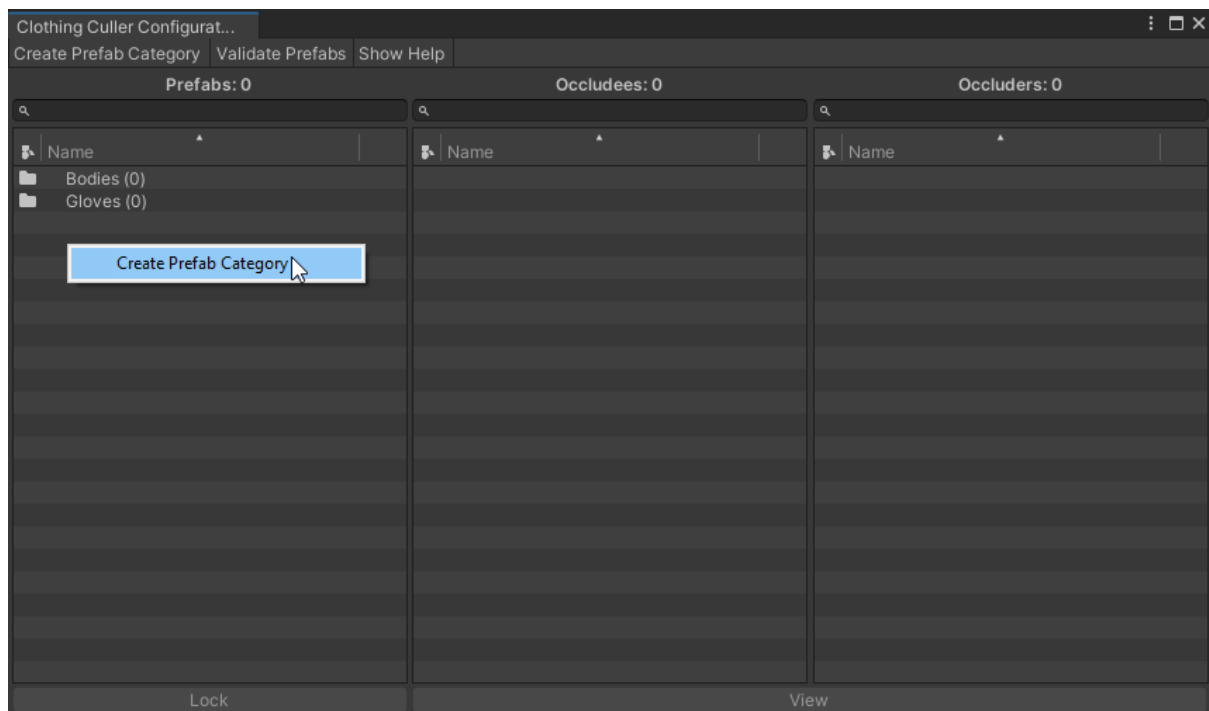 Clothing Culler Configurat...
Create Prefab Category Validate Prefabs Show Help
Prefabs: 0 Occludees: 0 Occluders: 0
Name Name Name
Bodies (0)
Gloves (0)
Create Prefab Category
Lock View